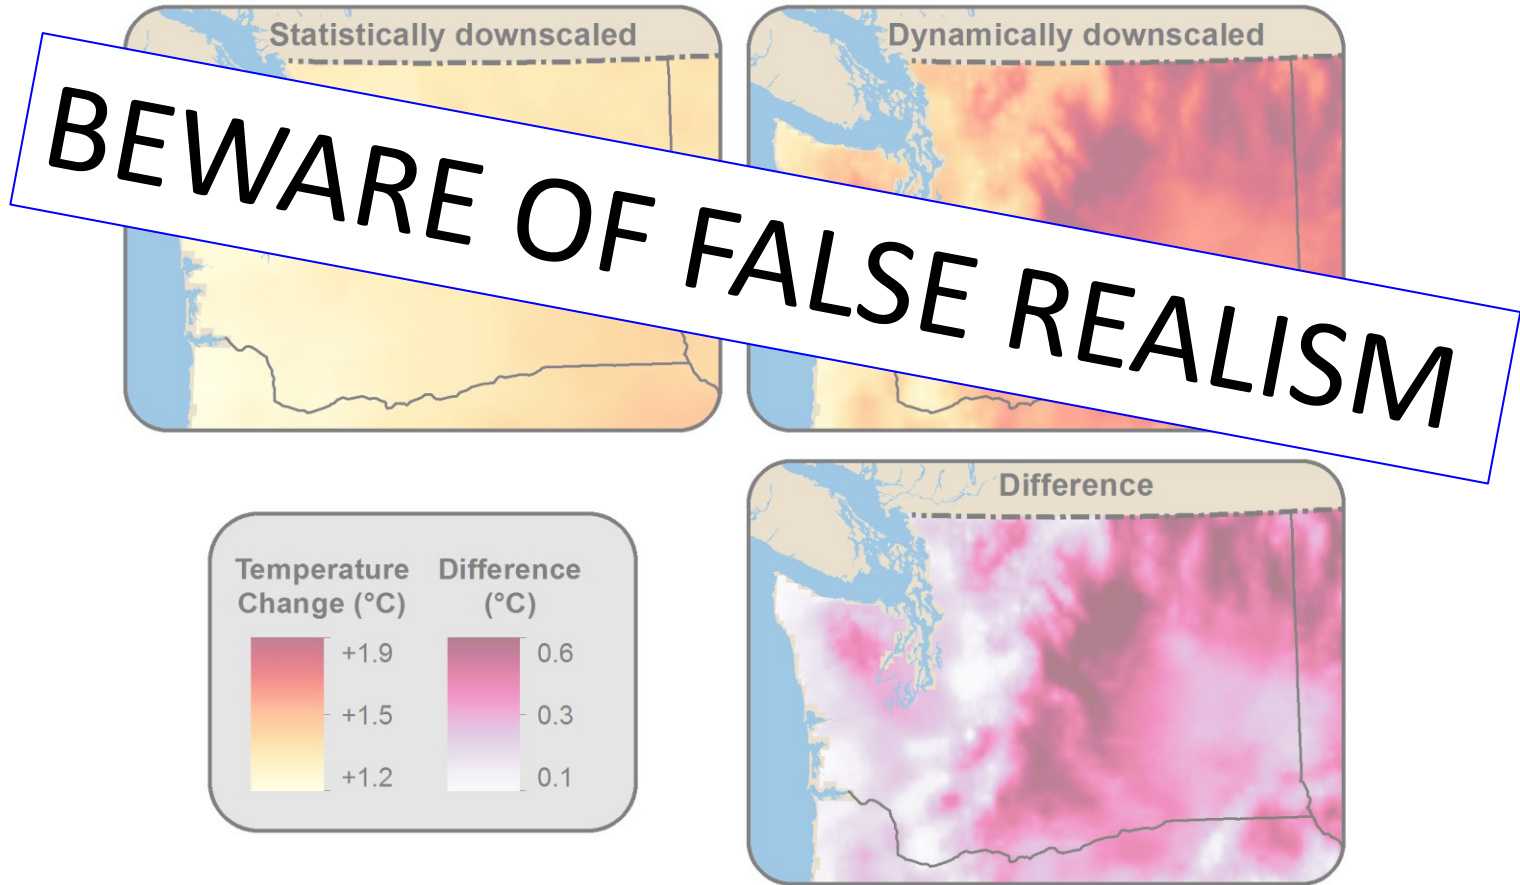 Statistically downscaled
Dynamically downscaled
BEWARE OF FALSE REALISM
Difference
Temperature
Change (°C)
+1.9
+1.5
+1.2
Difference
(°C)
0.6
0.3
0.1